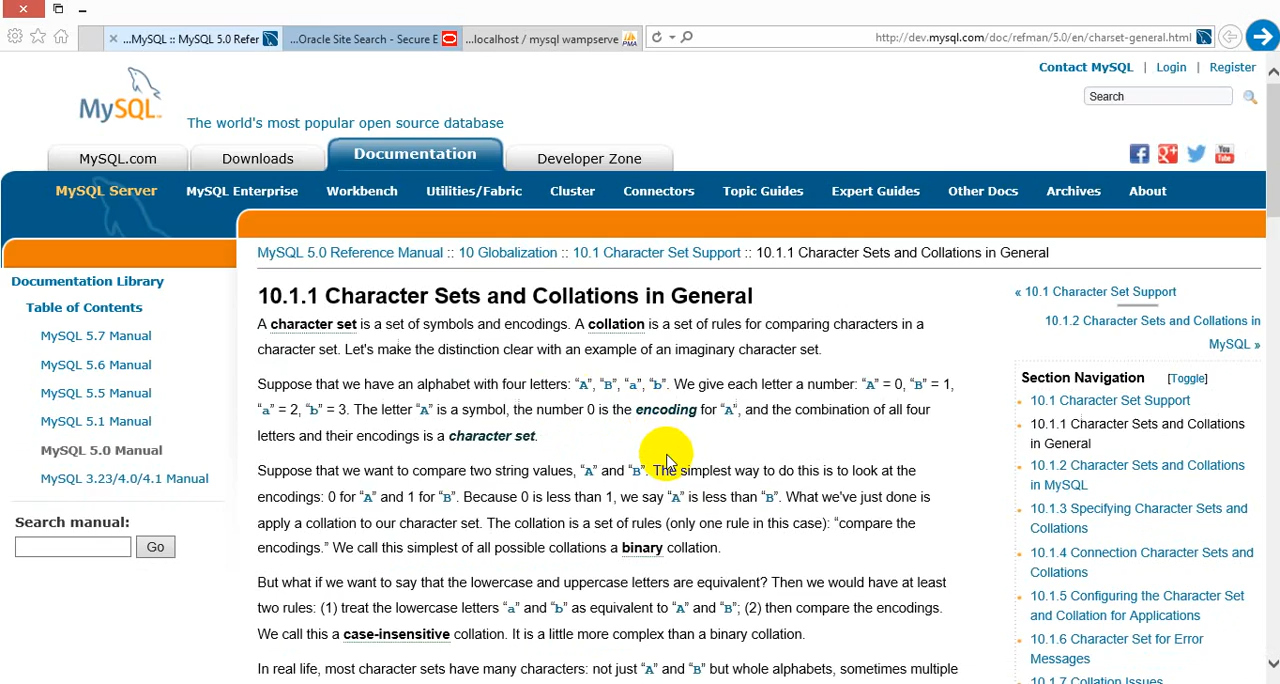 ...MySQL :: MySQL 5.0 Refer
...Oracle Site Search - Secure E
...localhost / mysql wampserve
http://dev.mysql.com/doc/refman/5.0/en/charset-general.html
Contact MySQL | Login | Register
Search
MySQL
The world's most popular open source database
MySQL.com
Downloads
Documentation
Developer Zone
MySQL Server
MySQL Enterprise
Workbench
Utilities/Fabric
Cluster
Connectors
Topic Guides
Expert Guides
Other Docs
Archives
About
Documentation Library
Table of Contents
MySQL 5.7 Manual
MySQL 5.6 Manual
MySQL 5.5 Manual
MySQL 5.1 Manual
MySQL 5.0 Manual
MySQL 3.23/4.0/4.1 Manual
Search manual:
Go
MySQL 5.0 Reference Manual :: 10 Globalization :: 10.1 Character Set Support :: 10.1.1 Character Sets and Collations in General
10.1.1 Character Sets and Collations in General
A character set is a set of symbols and encodings. A collation is a set of rules for comparing characters in a
character set. Let's make the distinction clear with an example of an imaginary character set.
Suppose that we have an alphabet with four letters: “A”, “B”, “a”, “b”. We give each letter a number: “A” = 0, “B” = 1,
“a” = 2, “b” = 3. The letter “A” is a symbol, the number 0 is the encoding for “A”, and the combination of all four
letters and their encodings is a character set.
Suppose that we want to compare two string values, “A” and “B”. The simplest way to do this is to look at the
encodings: 0 for “A” and 1 for “B”. Because 0 is less than 1, we say “A” is less than “B”. What we've just done is
apply a collation to our character set. The collation is a set of rules (only one rule in this case): “compare the
encodings.” We call this simplest of all possible collations a binary collation.
But what if we want to say that the lowercase and uppercase letters are equivalent? Then we would have at least
two rules: (1) treat the lowercase letters “a” and “b” as equivalent to “A” and “B”; (2) then compare the encodings.
We call this a case-insensitive collation. It is a little more complex than a binary collation.
In real life, most character sets have many characters: not just “A” and “B” but whole alphabets, sometimes multiple
« 10.1 Character Set Support
10.1.2 Character Sets and Collations in
MySQL »
Section Navigation [Toggle]
10.1 Character Set Support
10.1.1 Character Sets and Collations
in General
10.1.2 Character Sets and Collations
in MySQL
10.1.3 Specifying Character Sets and
Collations
10.1.4 Connection Character Sets and
Collations
10.1.5 Configuring the Character Set
and Collation for Applications
10.1.6 Character Set for Error
Messages
10.1.7 Collation Issues